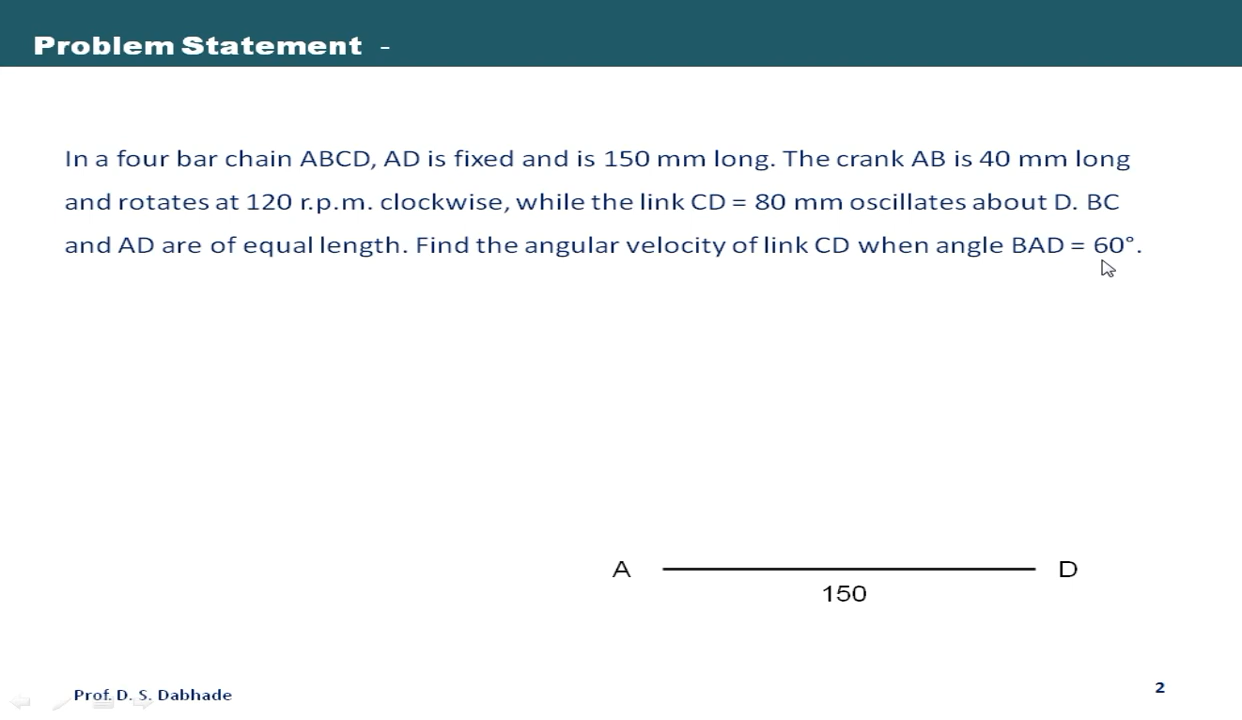 Problem Statement -
In a four bar chain ABCD, AD is fixed and is 150 mm long. The crank AB is 40 mm long
and rotates at 120 r.p.m. clockwise, while the link CD = 80 mm oscillates about D. BC
and AD are of equal length. Find the angular velocity of link CD when angle BAD = 60°.
A D
150
Prof. D. S. Dabhade 2